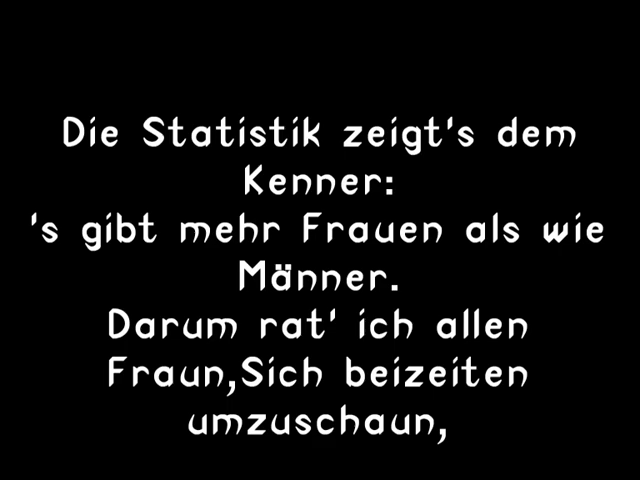 Die Statistik zeigt's dem
Kenner:
's gibt mehr Frauen als wie
Männer.
Darum rat' ich allen
Fraun,Sich beizeiten
umzuschaun,